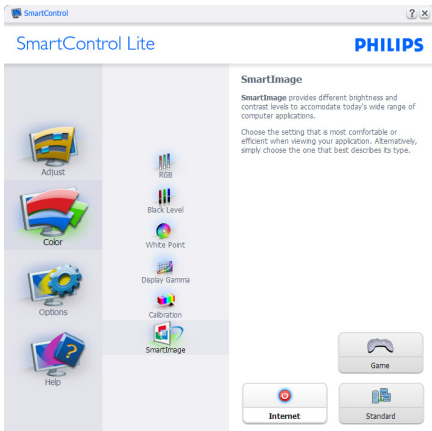 SmartControl
SmartControl Lite
PHILIPS
Adjust
Color
Options
Help
RGB
Black Level
White Point
Display Gamma
Calibration
SmartImage
SmartImage
SmartImage provides different brightness and
contrast levels to accomodate today's wide range of
computer applications.
Choose the setting that is most comfortable or
efficient when viewing your application. Alternatively,
simply choose the one that best describes its type.
Game
Internet
Standard